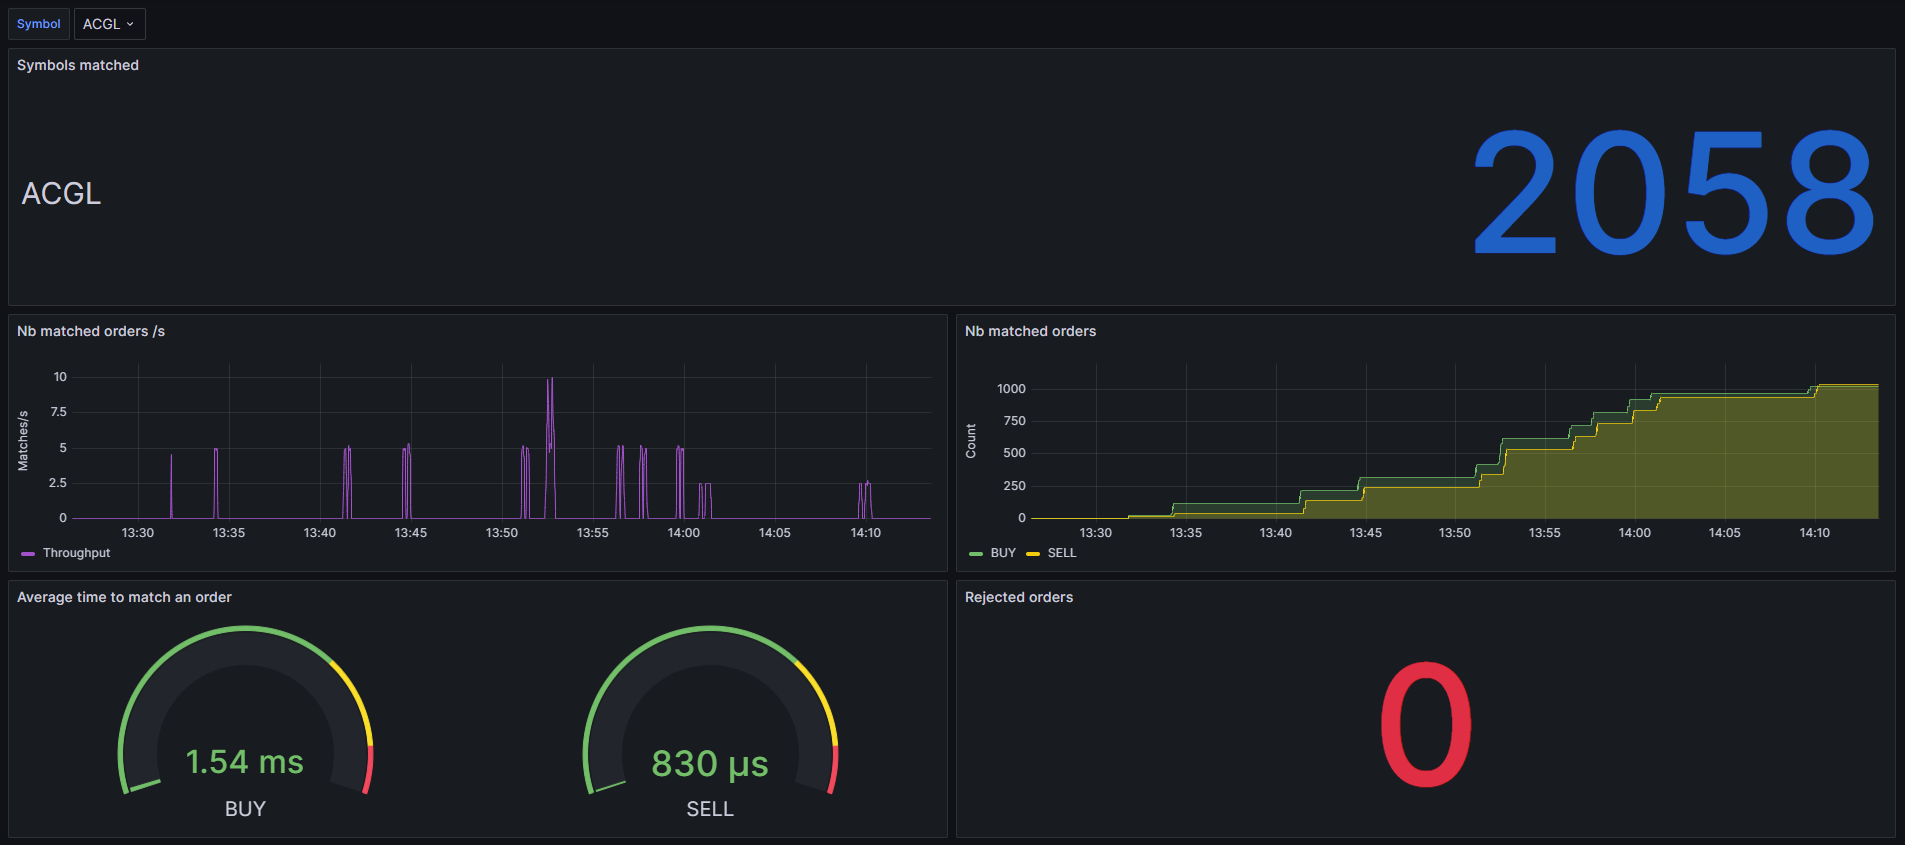 Symbol ACGL
Symbols matched
ACGL
2058
Nb matched orders /s
Matches/s
10
7.5
5
2.5
0
13:30 13:35 13:40 13:45 13:50 13:55 14:00 14:05 14:10
Throughput
Nb matched orders
Count
1000
750
500
250
0
13:30 13:35 13:40 13:45 13:50 13:55 14:00 14:05 14:10
BUY SELL
Average time to match an order
1.54 ms
BUY
830 µs
SELL
Rejected orders
0